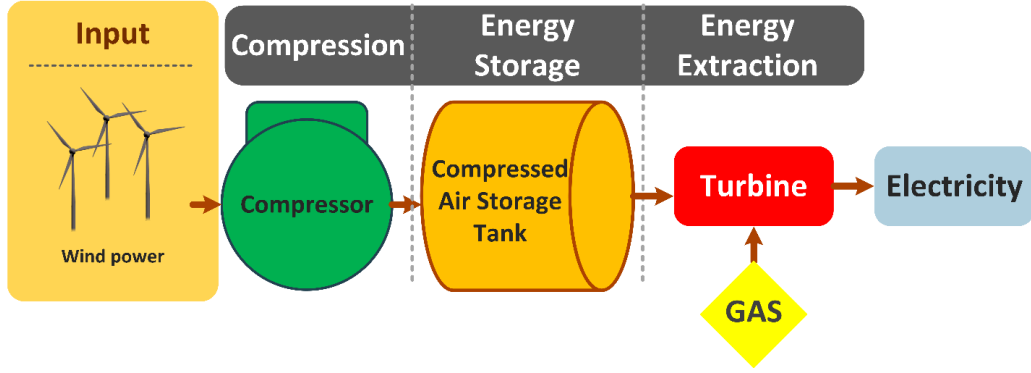 Input
Wind power
Compression
Energy
Storage
Energy
Extraction
Compressor
Compressed
Air Storage
Tank
Turbine
Electricity
GAS